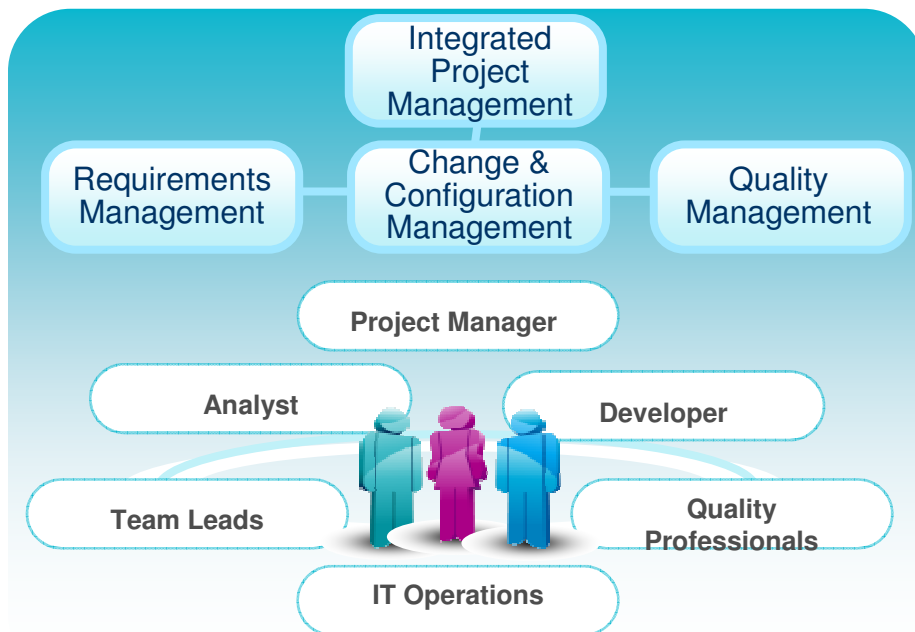 Integrated
Project
Management
Requirements
Management
Change &
Configuration
Management
Quality
Management
Project Manager
Analyst
Developer
Team Leads
Quality
Professionals
IT Operations